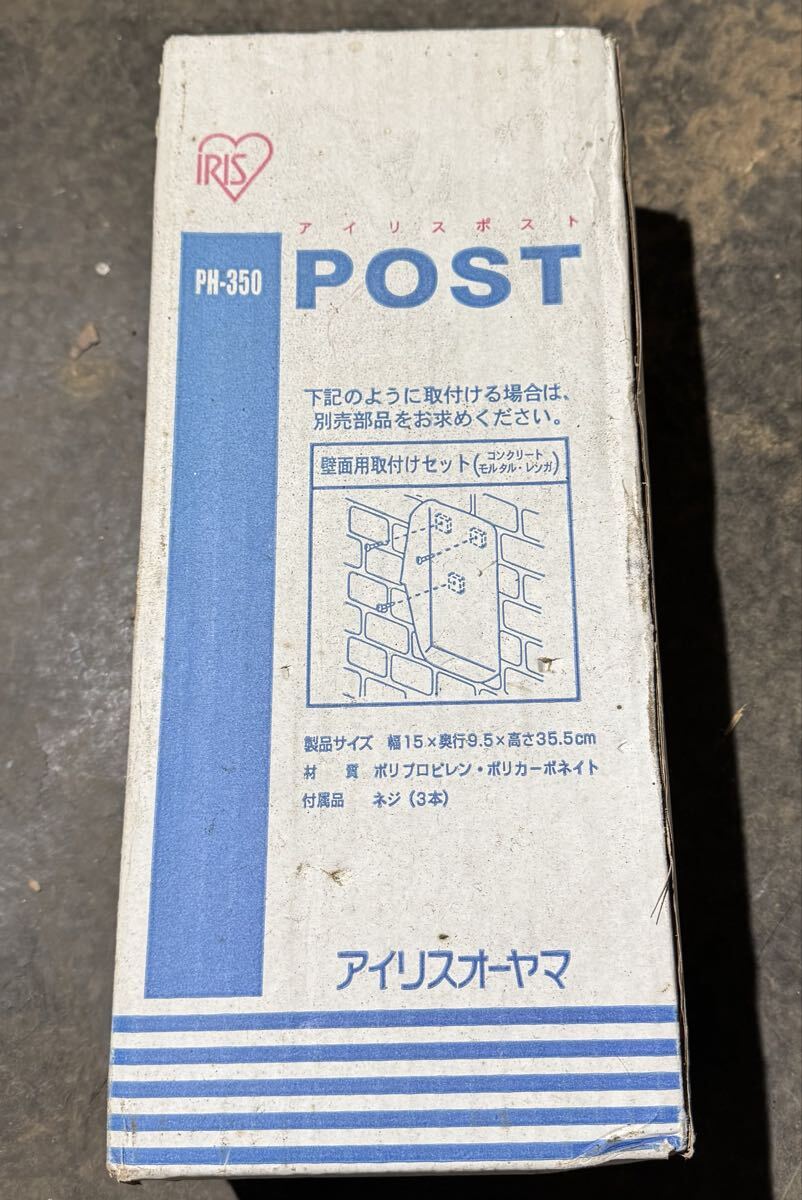 IRIS
アイリスポスト
PH-350
POST
下記のように取付ける場合は、
別売部品をお求めください。
壁面用取付けセット(コンクリート
モルタル・レンガ)
製品サイズ 幅15×奥行9.5×高さ35.5cm
材質 ポリプロピレン・ポリカーボネイト
付属品 ネジ(3本)
アイリスオーヤマ